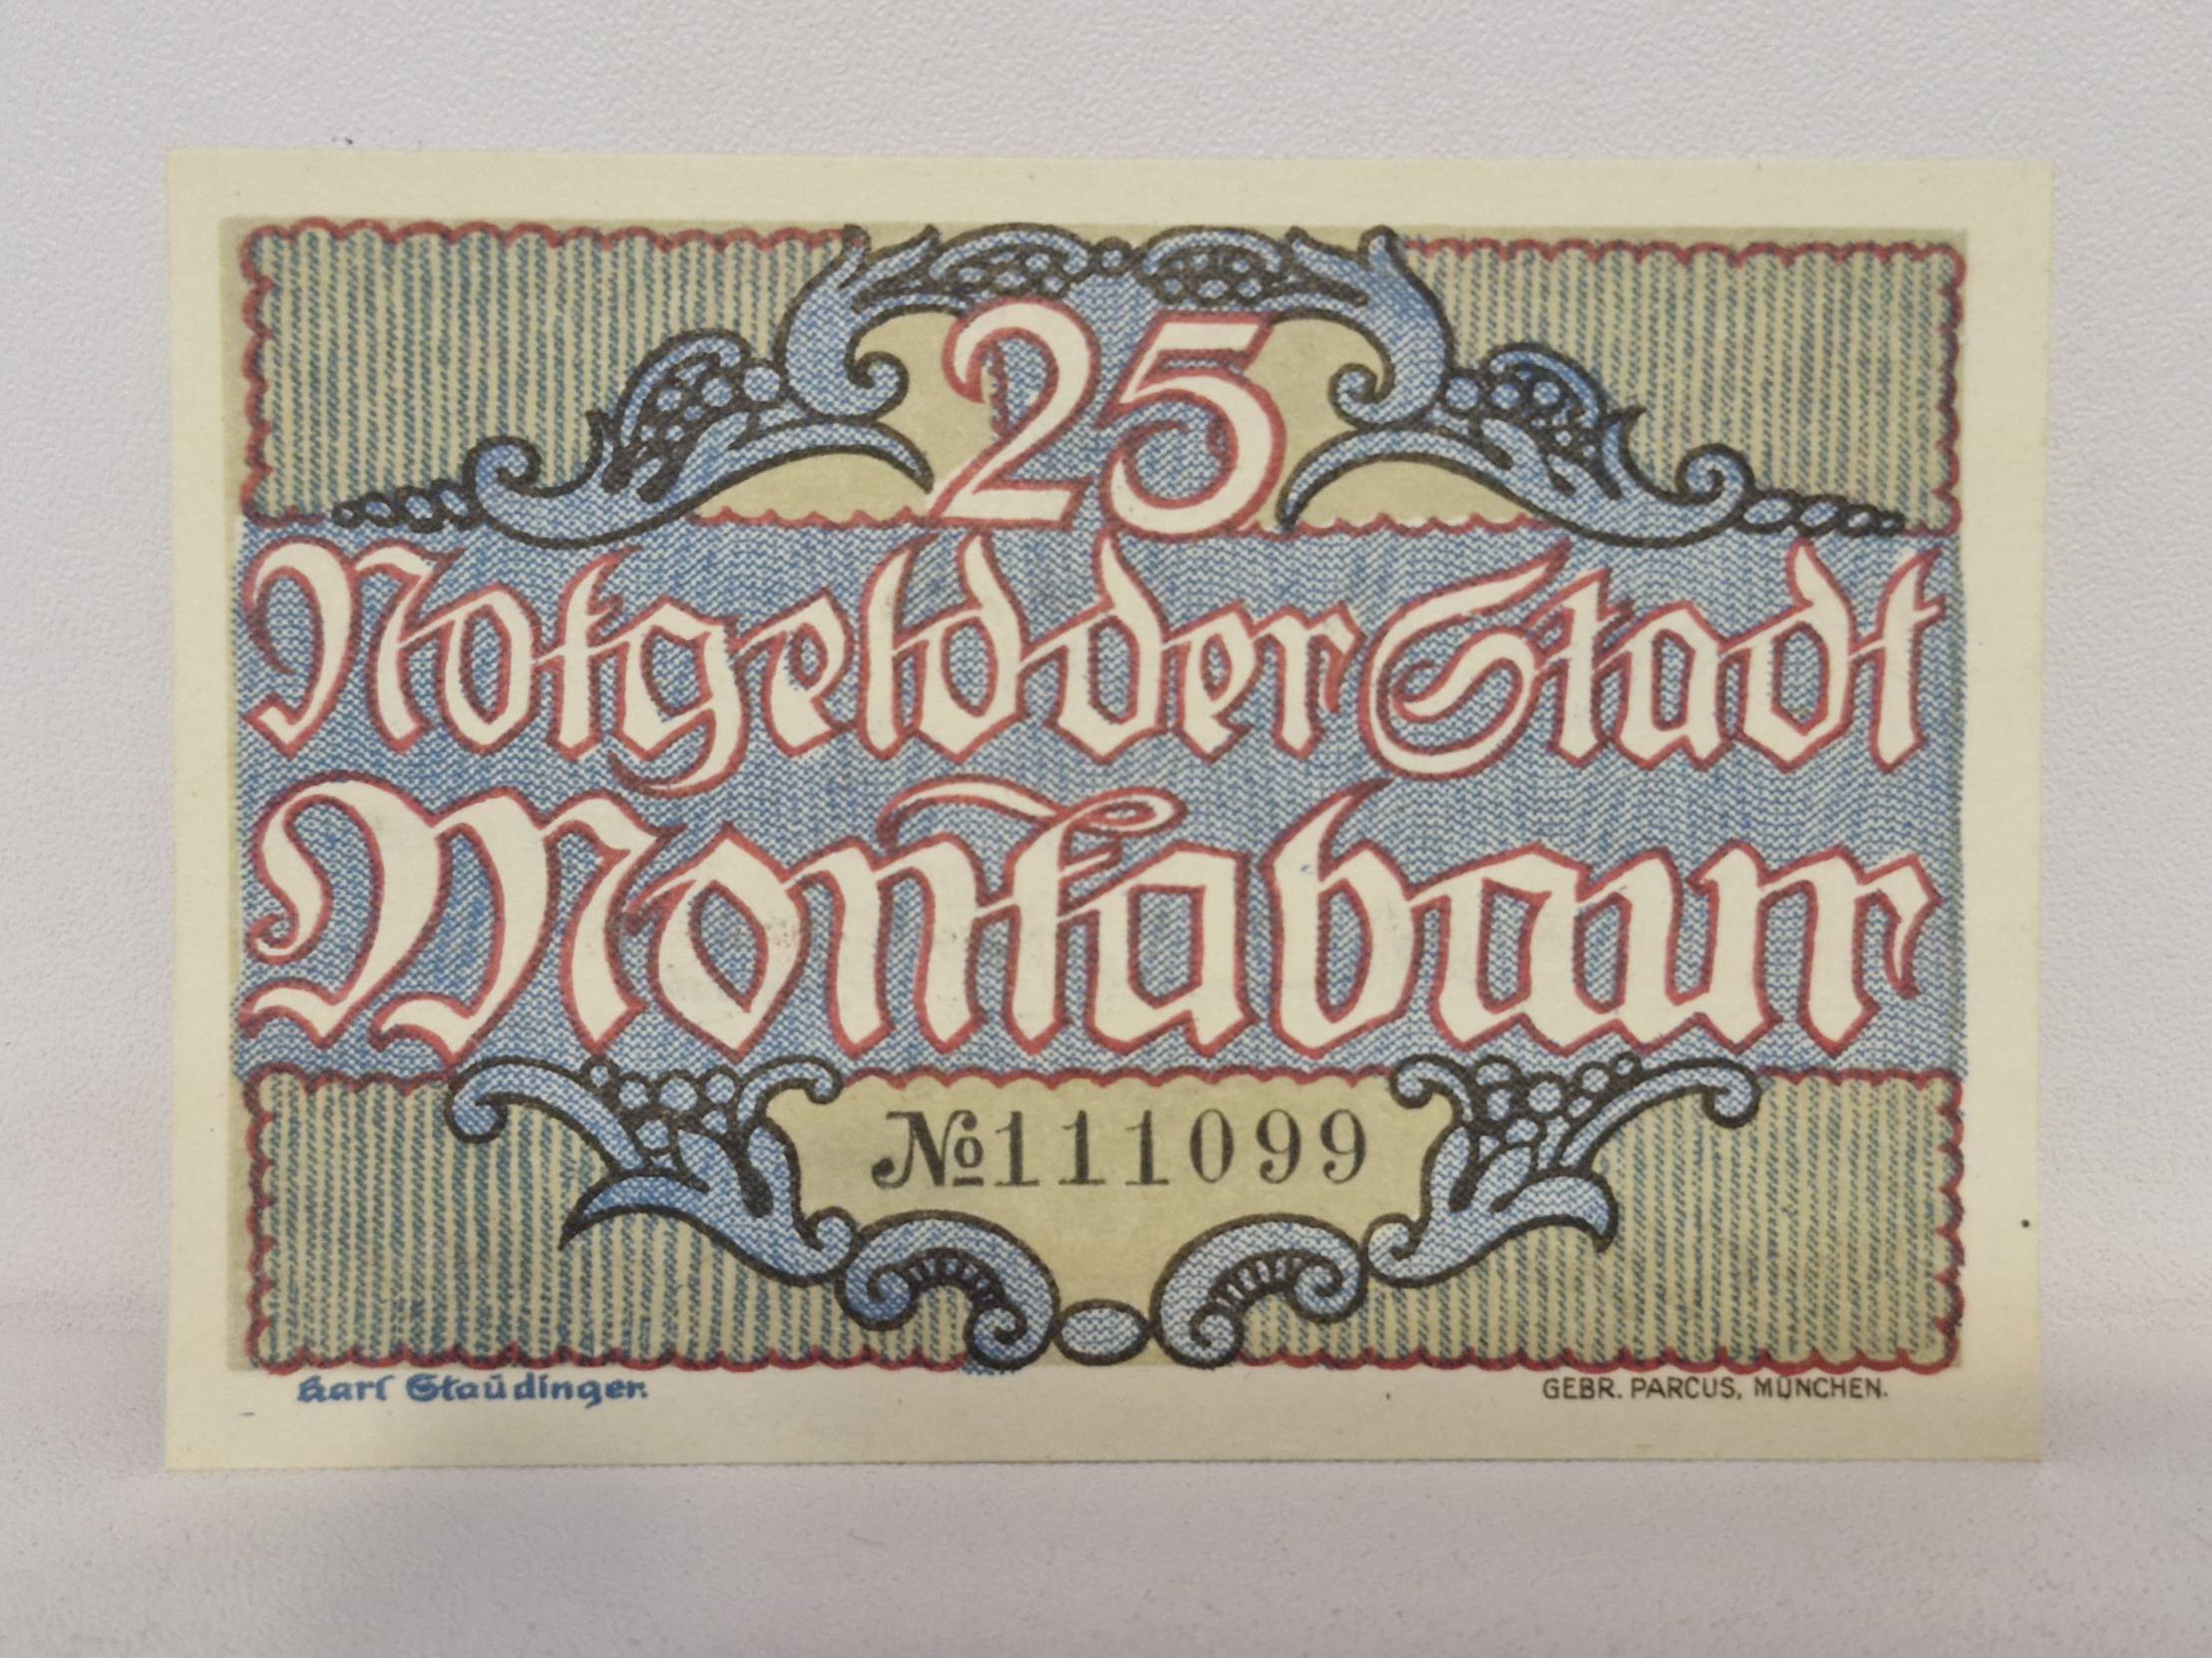 25
Notgeld der Stadt
Montabaur
№111099
Karl Staudinger.
GEBR. PARCUS, MÜNCHEN.